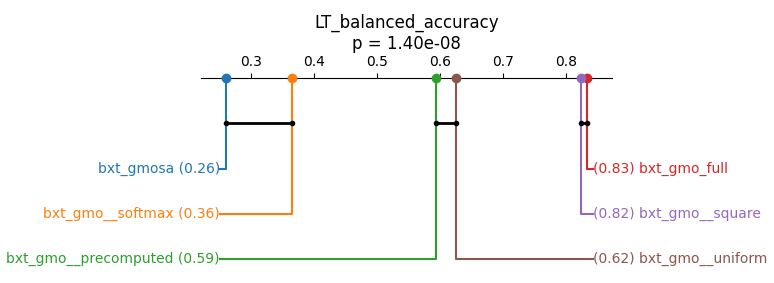 LT_balanced_accuracy
p = 1.40e-08
0.3 0.4 0.5 0.6 0.7 0.8
bxt_gmosa (0.26) (0.83) bxt_gmo_full
bxt_gmo__softmax (0.36) (0.82) bxt_gmo__square
bxt_gmo__precomputed (0.59) (0.62) bxt_gmo__uniform